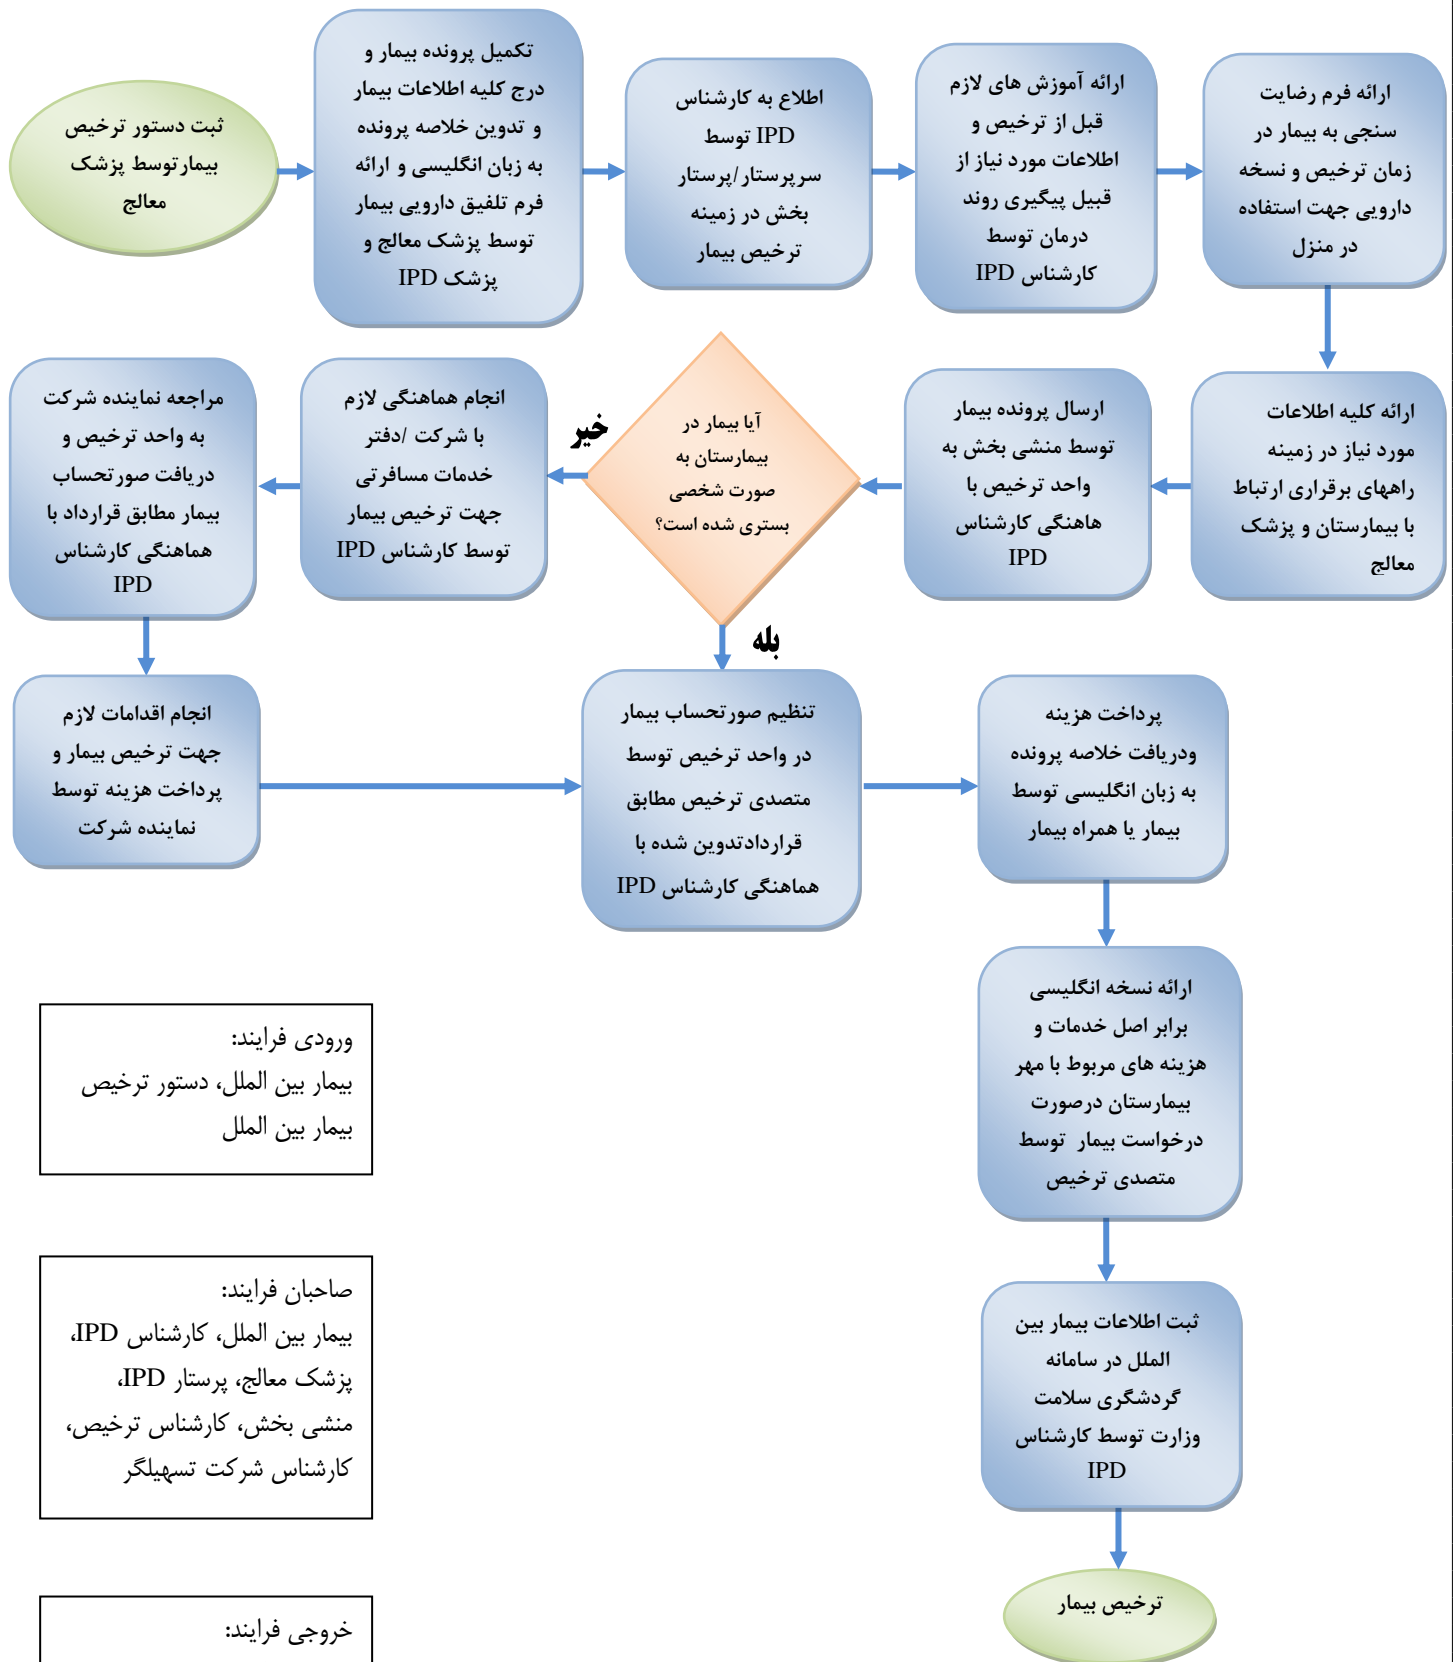 ثبت دستور ترخیص
بیمارتوسط پزشک
معالج
تکمیل پرونده بیمار و
درج کلیه اطلاعات بیمار
و تدوین خلاصه پرونده
به زبان انگلیسی و ارائه
فرم تلفیق دارویی بیمار
توسط پزشک معالج و
پزشک IPD
اطلاع به کارشناس
IPD توسط
سرپرستار/پرستار
بخش در زمینه
ترخیص بیمار
ارائه آموزش های لازم
قبل از ترخیص و
اطلاعات مورد نیاز از
قبیل پیگیری روند
درمان توسط
کارشناس IPD
ارائه فرم رضایت
سنجی به بیمار در
زمان ترخیص و نسخه
دارویی جهت استفاده
در منزل
ارائه کلیه اطلاعات
مورد نیاز در زمینه
راههای برقراری ارتباط
با بیمارستان و پزشک
معالج
ارسال پرونده بیمار
توسط منشی بخش به
واحد ترخیص با
هاهنگی کارشناس
IPD
آیا بیمار در
بیمارستان به
صورت شخصی
بستری شده است؟
خیر
انجام هماهنگی لازم
با شرکت /دفتر
خدمات مسافرتی
جهت ترخیص بیمار
توسط کارشناس IPD
مراجعه نماینده شرکت
به واحد ترخیص و
دریافت صورتحساب
بیمار مطابق قرارداد با
هماهنگی کارشناس
IPD
بله
انجام اقدامات لازم
جهت ترخیص بیمار و
پرداخت هزینه توسط
نماینده شرکت
تنظیم صورتحساب بیمار
در واحد ترخیص توسط
متصدی ترخیص مطابق
قراردادتدوین شده با
هماهنگی کارشناس IPD
پرداخت هزینه
ودریافت خلاصه پرونده
به زبان انگلیسی توسط
بیمار یا همراه بیمار
ارائه نسخه انگلیسی
برابر اصل خدمات و
هزینه های مربوط با مهر
بیمارستان درصورت
درخواست بیمار توسط
متصدی ترخیص
ثبت اطلاعات بیمار بین
الملل در سامانه
گردشگری سلامت
وزارت توسط کارشناس
IPD
ترخیص بیمار
ورودی فرایند:
بیمار بین الملل، دستور ترخیص
بیمار بین الملل
صاحبان فرایند:
بیمار بین الملل، کارشناس IPD،
پزشک معالج، پرستار IPD،
منشی بخش، کارشناس ترخیص،
کارشناس شرکت تسهیلگر
خروجی فرایند: